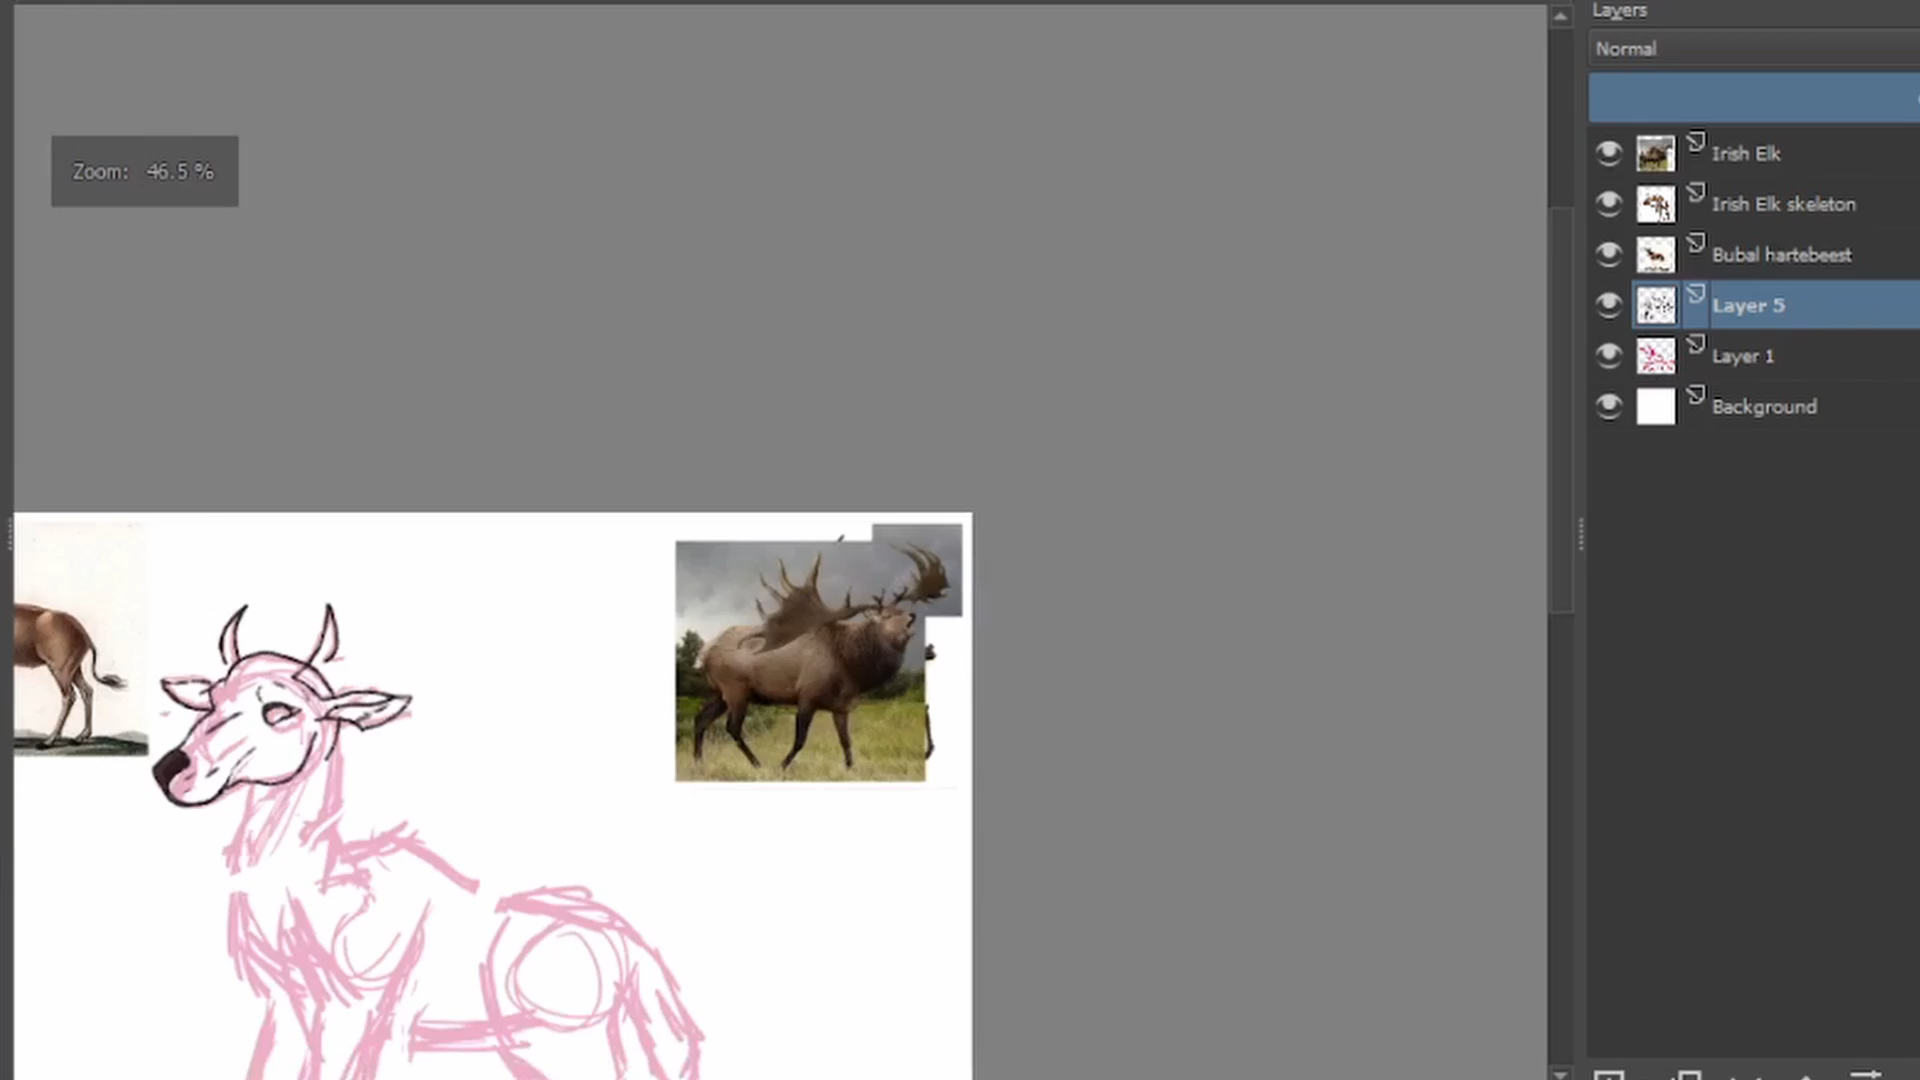 Layers
Normal
Zoom: 46.5 %
Irish Elk
Irish Elk skeleton
Bubal hartebeest
Layer 5
Layer 1
Background